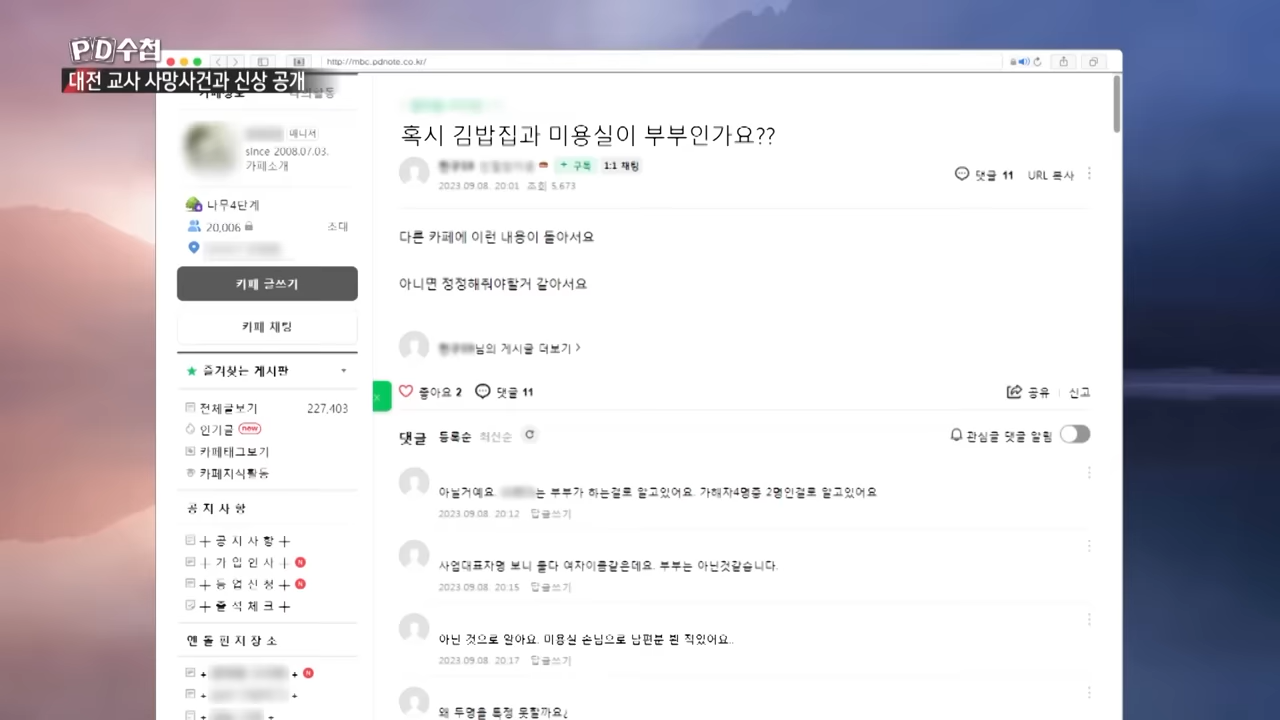 PD수첩
대전 교사 사망사건과 신상 공개
http://mbc.pdnote.co.kr/
카페정보 나의활동
매니저
since 2008.07.03.
카페소개
나무4단계
20,006 초대
카페 글쓰기
카페 채팅
즐겨찾는 게시판
전체글보기 227,403
인기글 new
카페태그보기
카페지식활동
공 지 사 항
+ 공 지 사 항 +
+ 가 입 인 사 + N
+ 등 업 신 청 + N
+ 출 석 체 크 +
맨 돌 핀 지 장 소
+ + N
+ +
+ +
혹시 김밥집과 미용실이 부부인가요??
+ 구독 1:1 채팅
2023.09.08. 20:01 조회 5,673
댓글 11 URL 복사
다른 카페에 이런 내용이 돌아서요
아니면 정정해줘야할거 같아서요
님의 게시글 더보기 >
좋아요 2 댓글 11
공유 신고
댓글 등록순 최신순
관심글 댓글 알림
아닐거예요. 는 부부가 하는걸로 알고있어요. 가해자4명중 2명인걸로 알고있어요
2023.09.08. 20:12 답글쓰기
사업대표자명 보니 둘다 여자이름같은데요. 부부는 아닌것같습니다.
2023.09.08. 20:15 답글쓰기
아닌 것으로 알아요. 미용실 손님으로 남편분 뵌 적있어요..
2023.09.08. 20:17 답글쓰기
왜 두명을 특정 못할까요¿